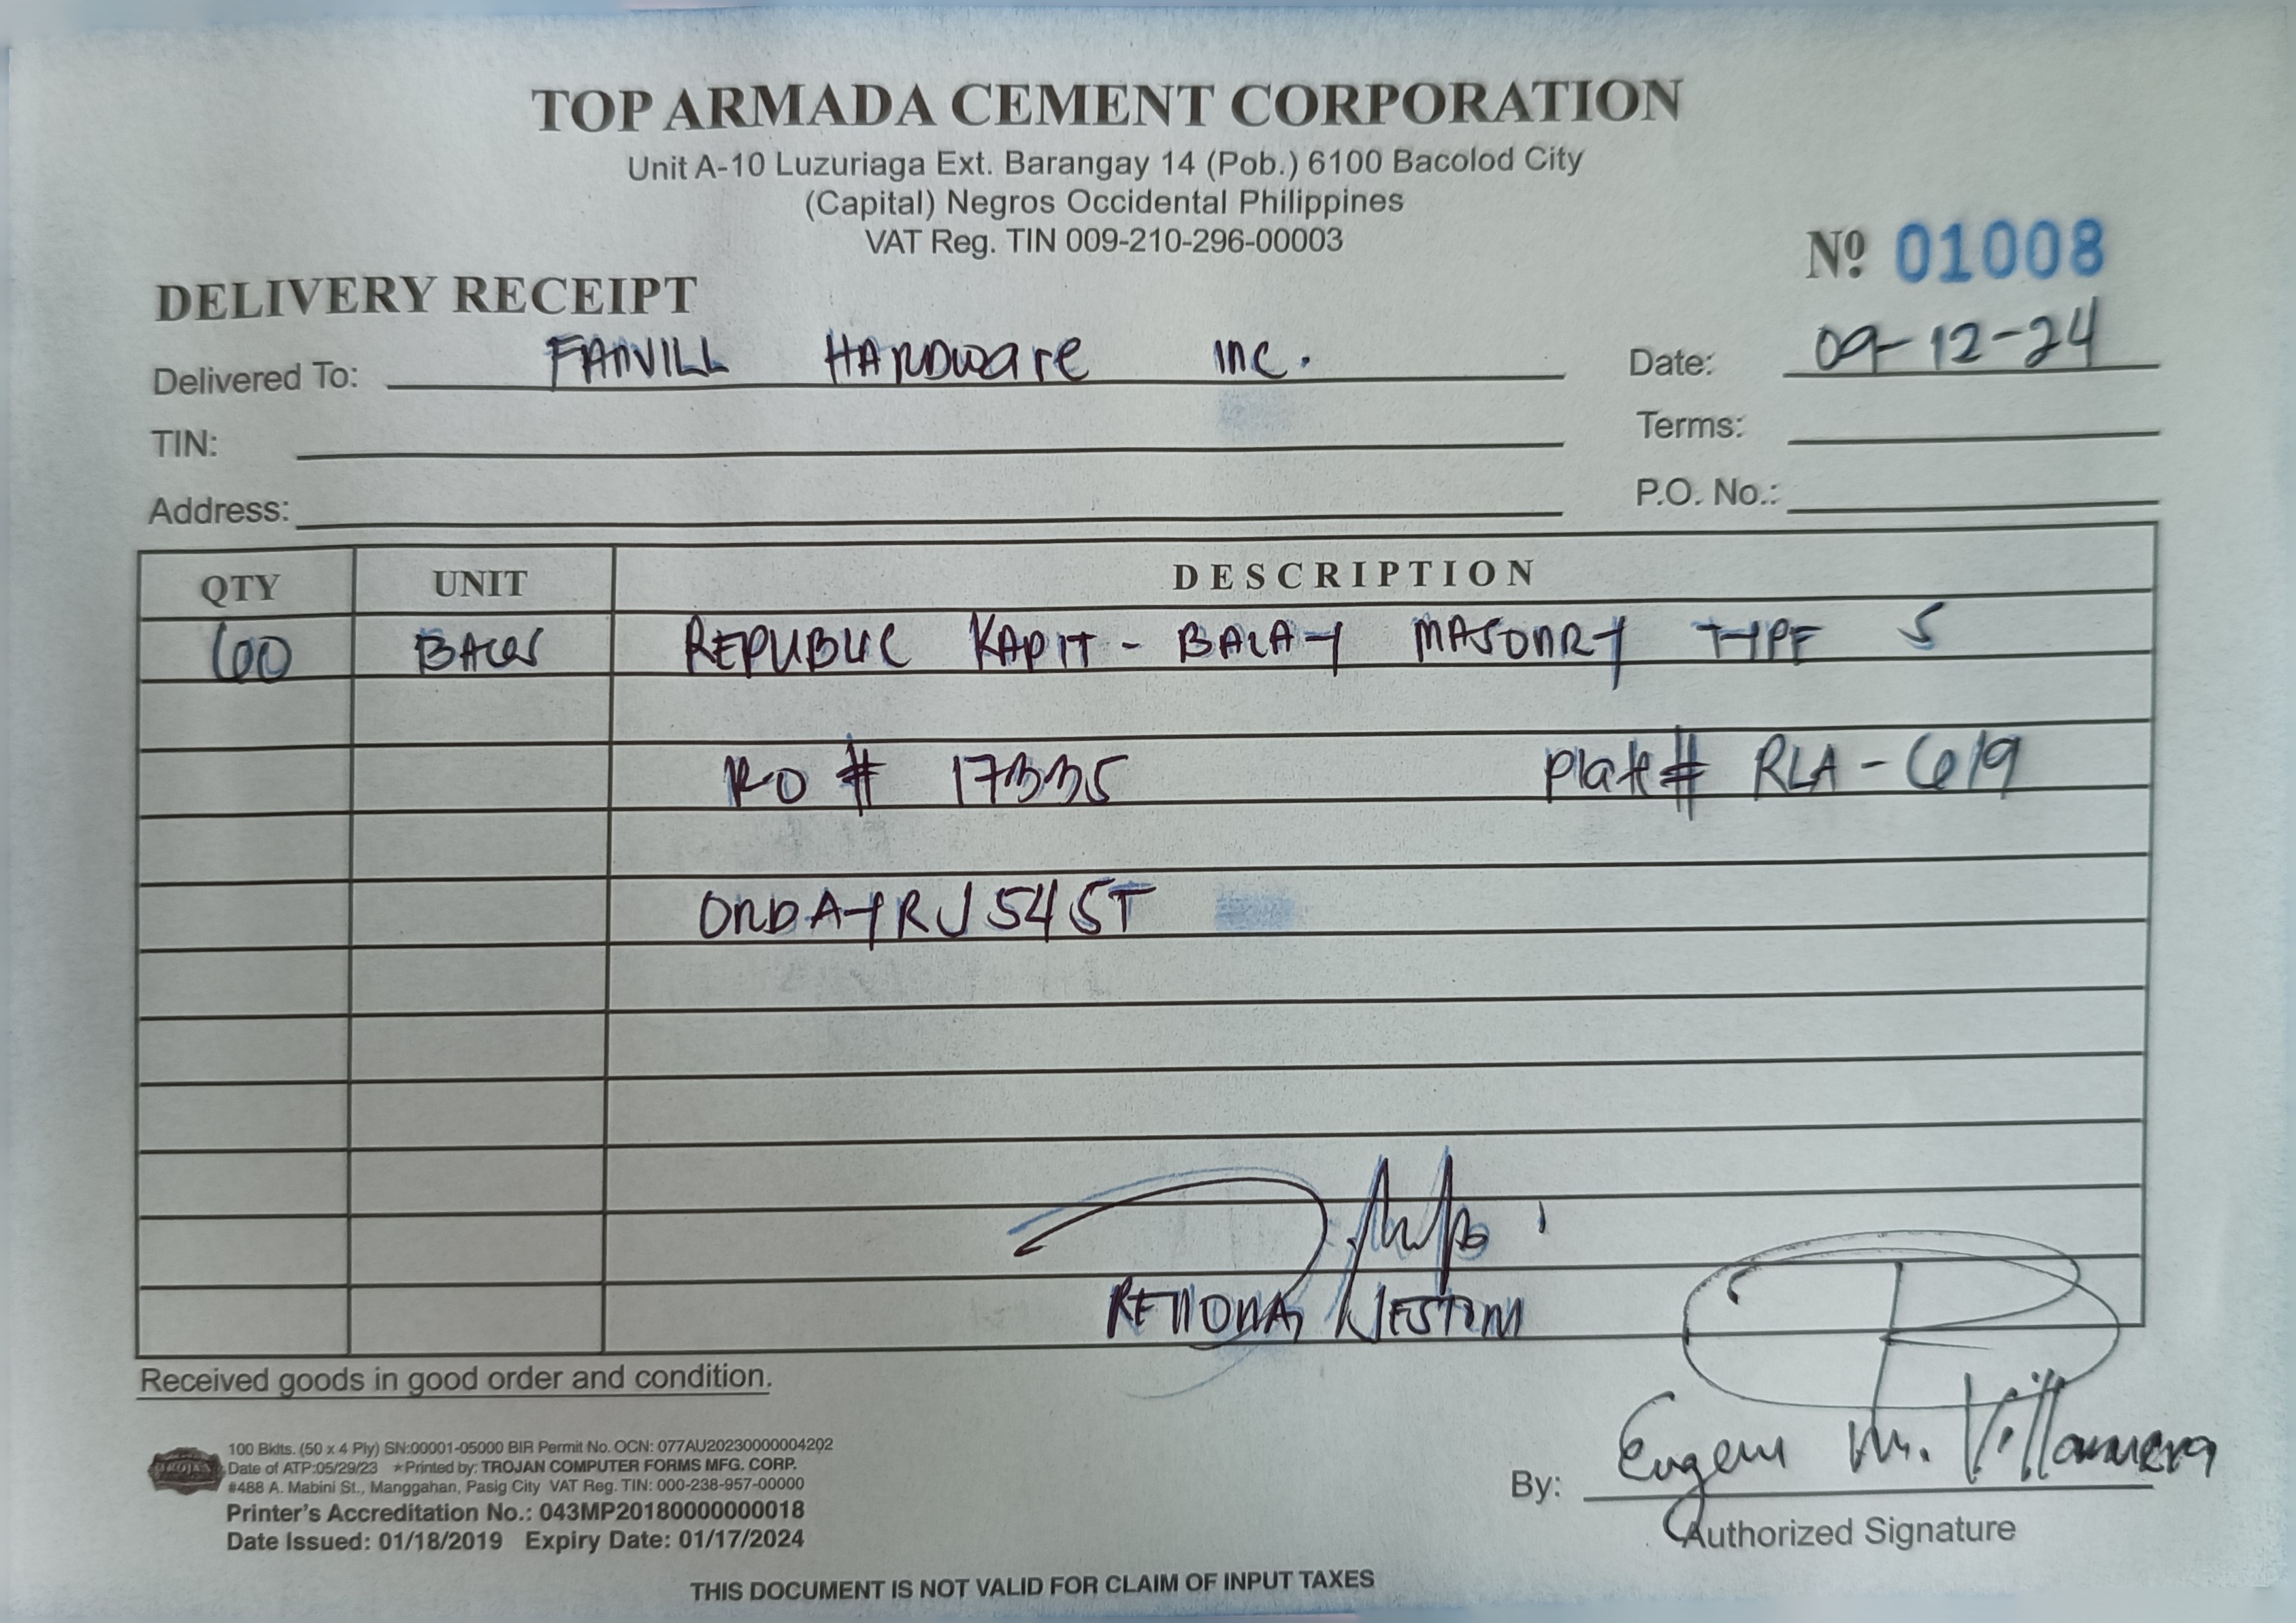 TOP ARMADA CEMENT CORPORATION
Unit A-10 Luzuriaga Ext. Barangay 14 (Pob.) 6100 Bacolod City
(Capital) Negros Occidental Philippines
VAT Reg. TIN 009-210-296-00003
Nº 01008
DELIVERY RECEIPT
Delivered To: FANVILL HARDWARE INC. Date: 09-12-24
TIN: Terms:
Address: P.O. No.:
QTY UNIT DESCRIPTION
60 BAGS REPUBLIC KAPIT-BALAY MASONRY TYPE S
RO # 17335 Plate # RLA-619
ONDAYRJ545T
Received goods in good order and condition.
TROJAN
100 Bklts. (50 x 4 Ply) SN:00001-05000 BIR Permit No. OCN: 077AU20230000004202
Date of ATP:05/29/23 ★Printed by: TROJAN COMPUTER FORMS MFG. CORP.
#488 A. Mabini St., Manggahan, Pasig City VAT Reg. TIN: 000-238-957-00000
Printer's Accreditation No.: 043MP20180000000018
Date Issued: 01/18/2019 Expiry Date: 01/17/2024
By: Eugene M. Villamera
Authorized Signature
THIS DOCUMENT IS NOT VALID FOR CLAIM OF INPUT TAXES